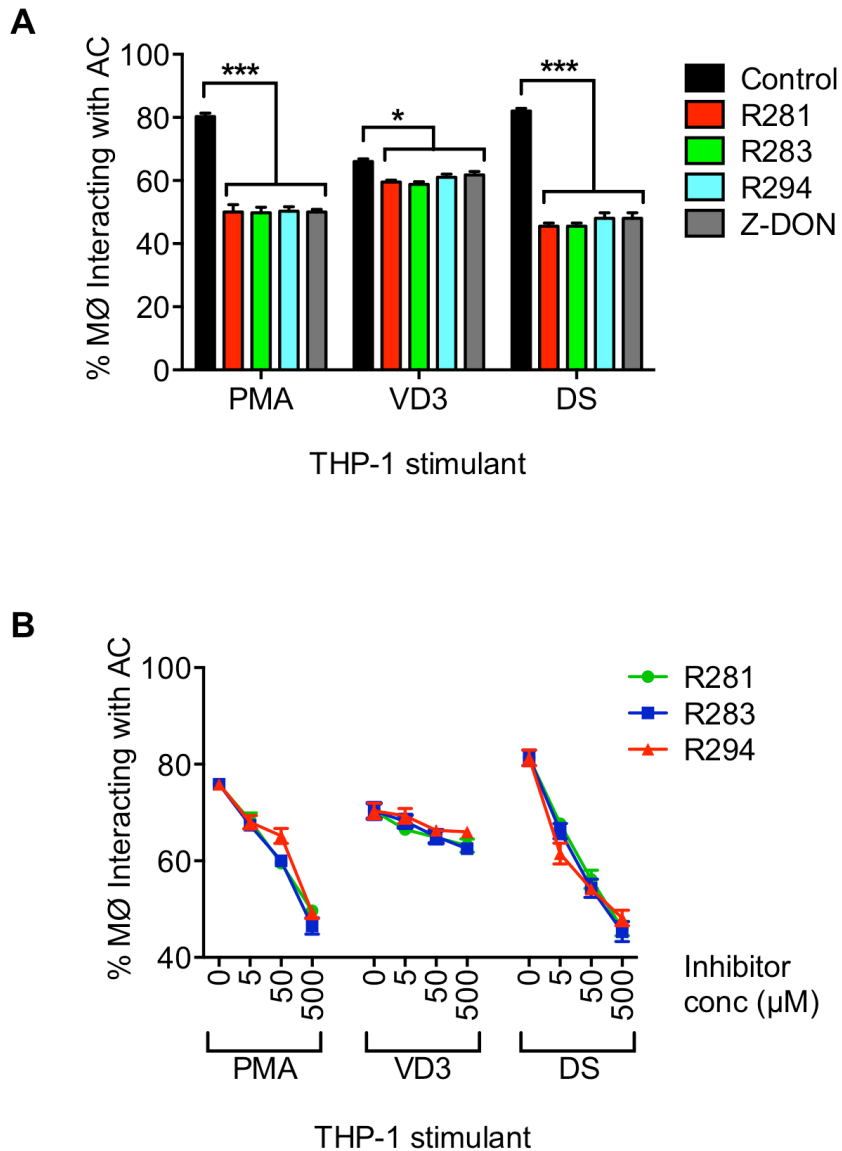 A
% MØ Interacting with AC
100
80
60
40
20
0
***
*
***
Control
R281
R283
R294
Z-DON
PMA VD3 DS
THP-1 stimulant
B
% MØ Interacting with AC
100
80
60
40
R281
R283
R294
0 5 50 500 0 5 50 500 0 5 50 500
Inhibitor
conc (µM)
PMA VD3 DS
THP-1 stimulant